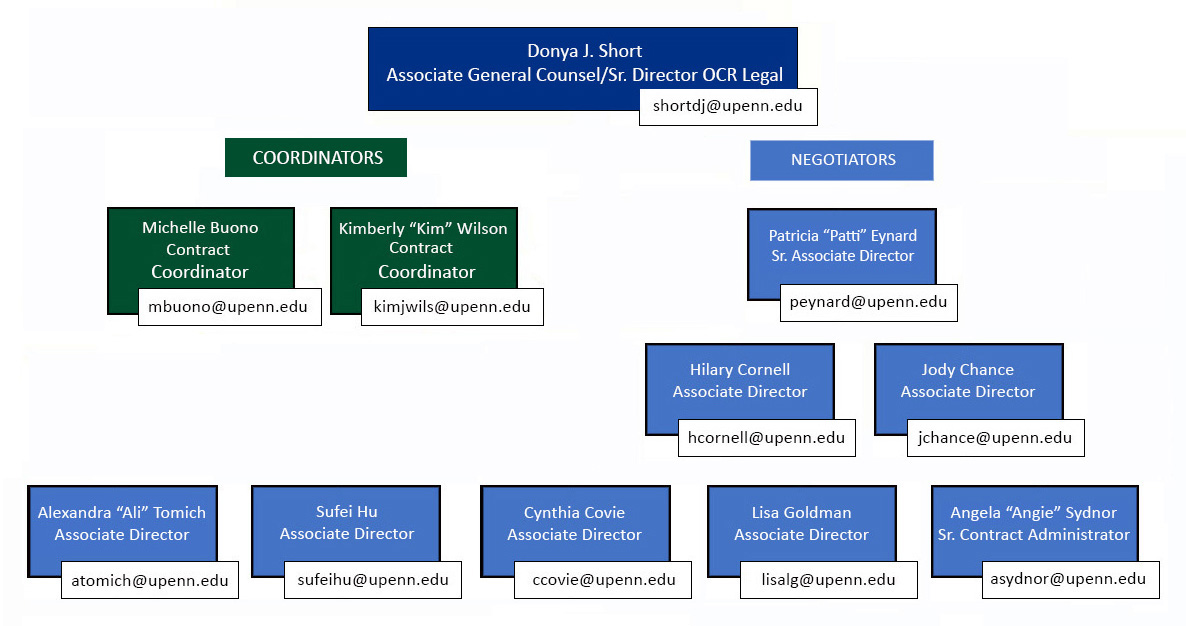 Donya J. Short
Associate General Counsel/Sr. Director OCR Legal
shortdj@upenn.edu
COORDINATORS
NEGOTIATORS
Michelle Buono
Contract
Coordinator
mbuono@upenn.edu
Kimberly “Kim” Wilson
Contract
Coordinator
kimjwils@upenn.edu
Patricia “Patti” Eynard
Sr. Associate Director
peynard@upenn.edu
Hilary Cornell
Associate Director
hcornell@upenn.edu
Jody Chance
Associate Director
jchance@upenn.edu
Alexandra “Ali” Tomich
Associate Director
atomich@upenn.edu
Sufei Hu
Associate Director
sufeihu@upenn.edu
Cynthia Covie
Associate Director
ccovie@upenn.edu
Lisa Goldman
Associate Director
lisalg@upenn.edu
Angela “Angie” Sydnor
Sr. Contract Administrator
asydnor@upenn.edu